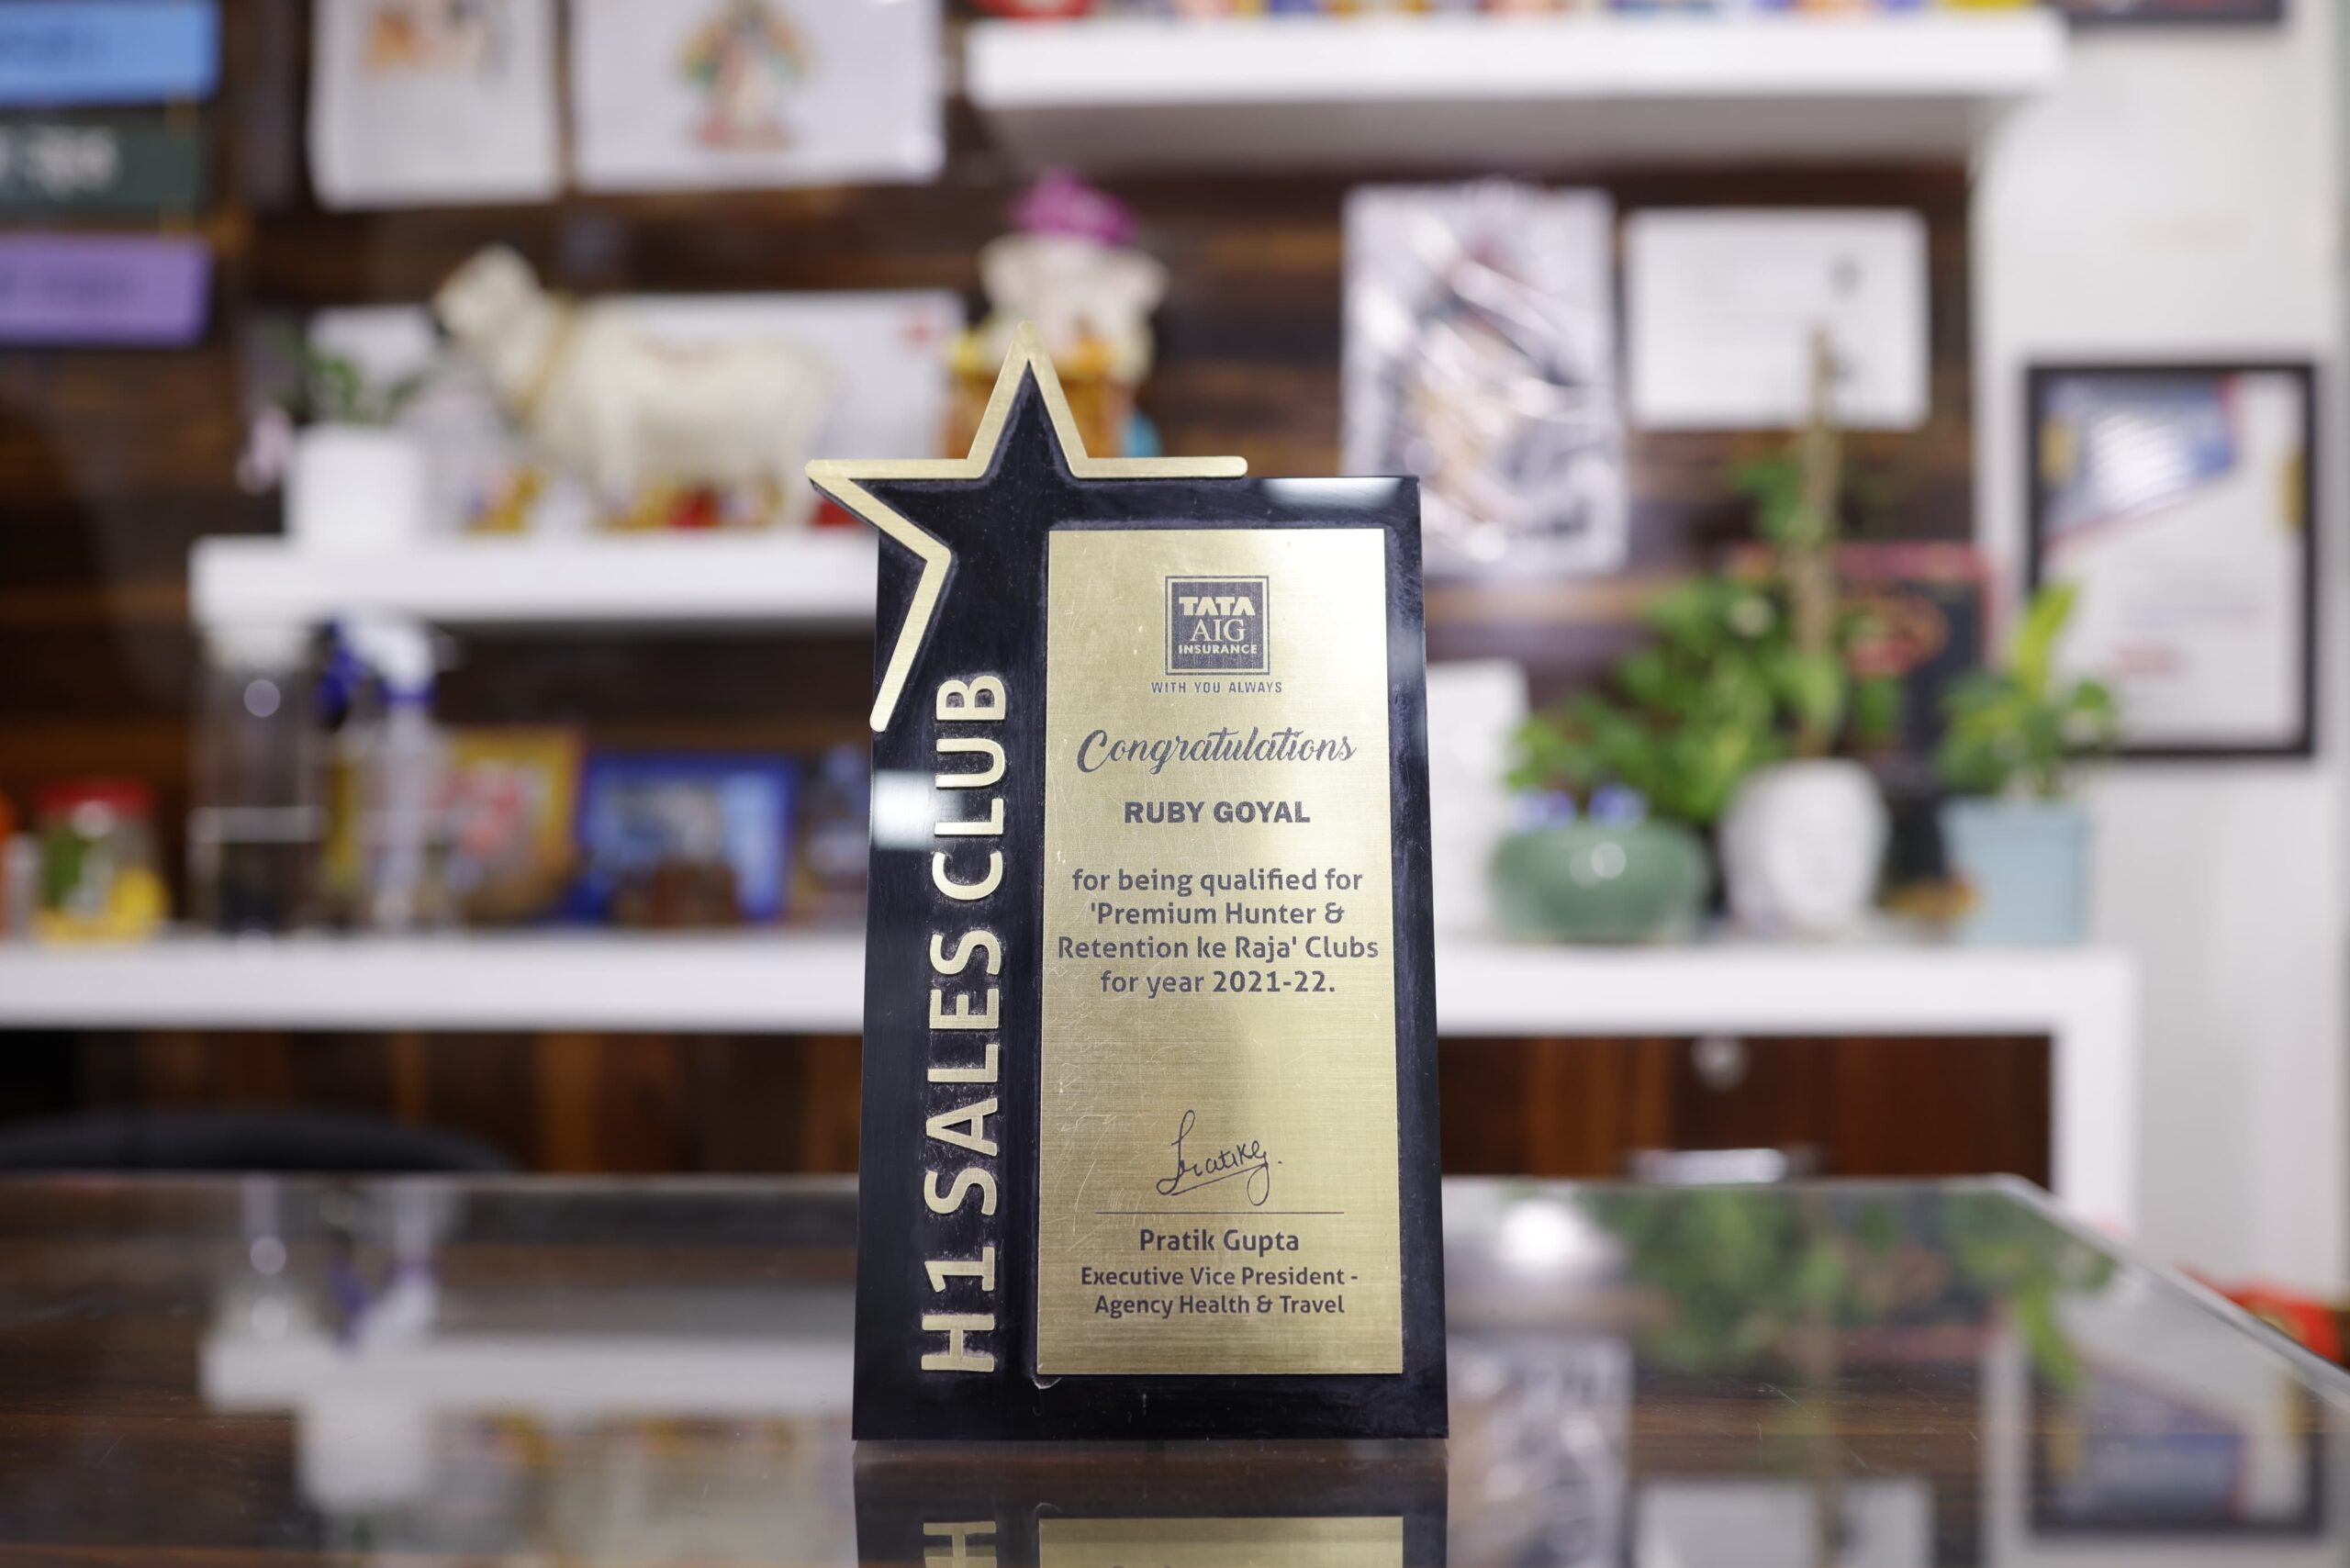 H1 SALES CLUB
TATA
AIG
INSURANCE
WITH YOU ALWAYS
Congratulations
RUBY GOYAL
for being qualified for
'Premium Hunter &
Retention ke Raja' Clubs
for year 2021-22.
Pratikg.
Pratik Gupta
Executive Vice President -
Agency Health & Travel